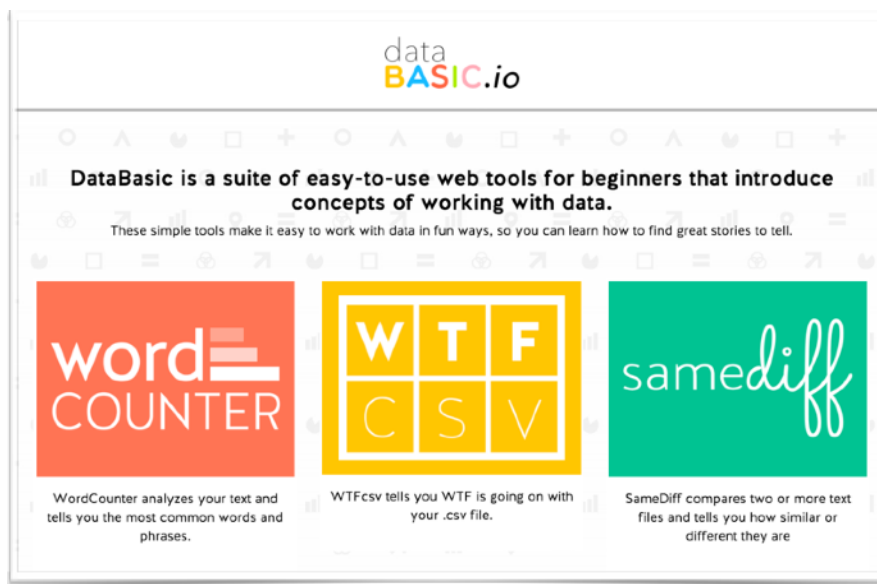 data
BASIC.io
DataBasic is a suite of easy-to-use web tools for beginners that introduce
concepts of working with data.
These simple tools make it easy to work with data in fun ways, so you can learn how to find great stories to tell.
word
COUNTER
WordCounter analyzes your text and
tells you the most common words and
phrases.
WTF
CSV
WTFcsv tells you WTF is going on with
your .csv file.
samediff
SameDiff compares two or more text
files and tells you how similar or
different they are